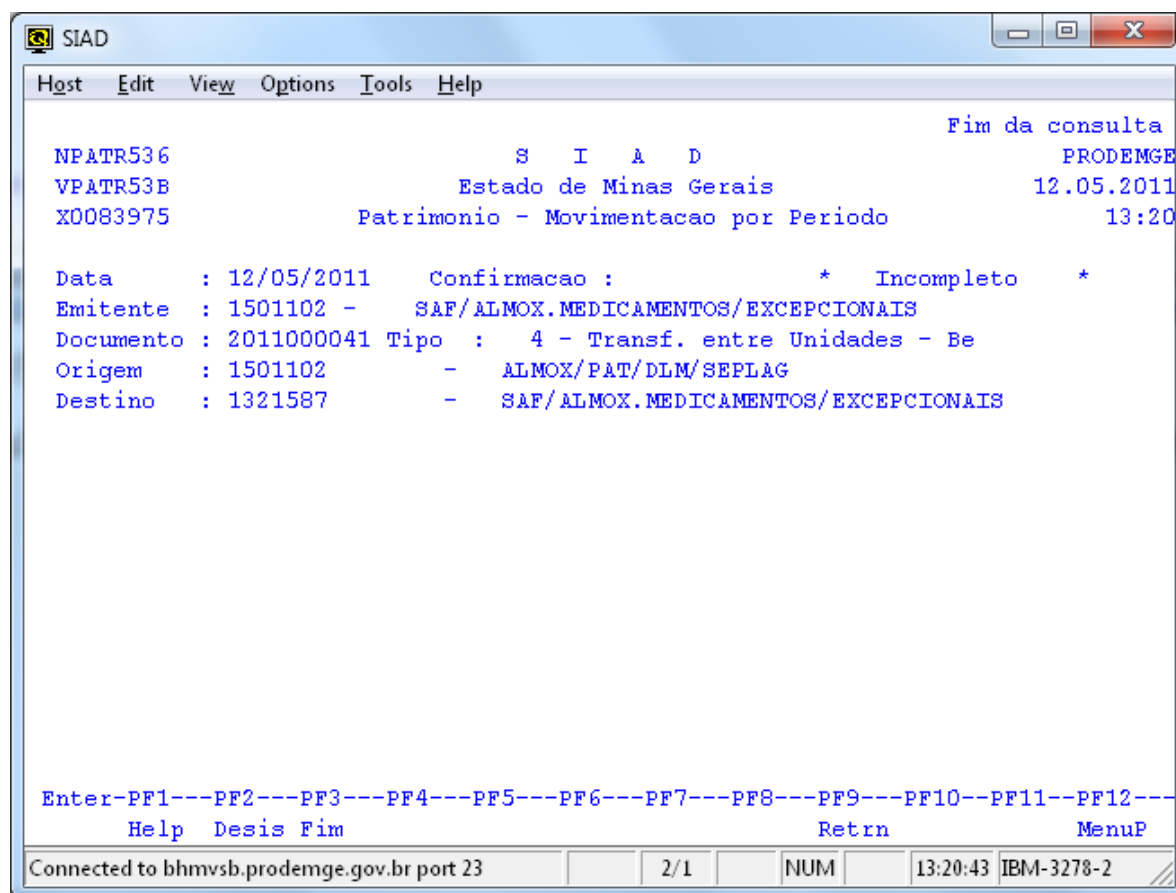 SIAD
Host Edit View Options Tools Help
Fim da consulta
NPATR536 S I A D PRODEMGE
VPATR53B Estado de Minas Gerais 12.05.2011
X0083975 Patrimonio - Movimentacao por Periodo 13:20
Data : 12/05/2011 Confirmacao : * Incompleto *
Emitente : 1501102 - SAF/ALMOX.MEDICAMENTOS/EXCEPCIONAIS
Documento : 2011000041 Tipo : 4 - Transf. entre Unidades - Be
Origem : 1501102 - ALMOX/PAT/DLM/SEPLAG
Destino : 1321587 - SAF/ALMOX.MEDICAMENTOS/EXCEPCIONAIS
Enter-PF1---PF2---PF3---PF4---PF5---PF6---PF7---PF8---PF9---PF10--PF11--PF12---
Help Desis Fim Retrn MenuP
Connected to bhmvsb.prodemge.gov.br port 23 2/1 NUM 13:20:43 IBM-3278-2